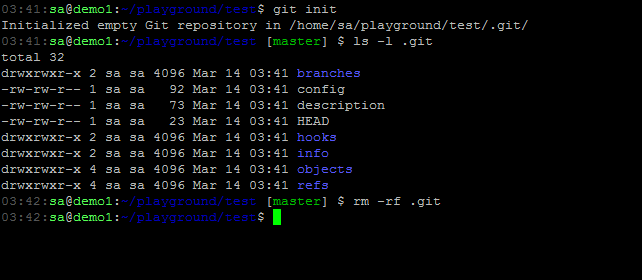 03:41:sa@demo1:~/playground/test$ git init
Initialized empty Git repository in /home/sa/playground/test/.git/
03:41:sa@demo1:~/playground/test [master] $ ls -l .git
total 32
drwxrwxr-x 2 sa sa 4096 Mar 14 03:41 branches
-rw-rw-r-- 1 sa sa   92 Mar 14 03:41 config
-rw-rw-r-- 1 sa sa   73 Mar 14 03:41 description
-rw-rw-r-- 1 sa sa   23 Mar 14 03:41 HEAD
drwxrwxr-x 2 sa sa 4096 Mar 14 03:41 hooks
drwxrwxr-x 2 sa sa 4096 Mar 14 03:41 info
drwxrwxr-x 4 sa sa 4096 Mar 14 03:41 objects
drwxrwxr-x 4 sa sa 4096 Mar 14 03:41 refs
03:42:sa@demo1:~/playground/test [master] $ rm -rf .git
03:42:sa@demo1:~/playground/test$